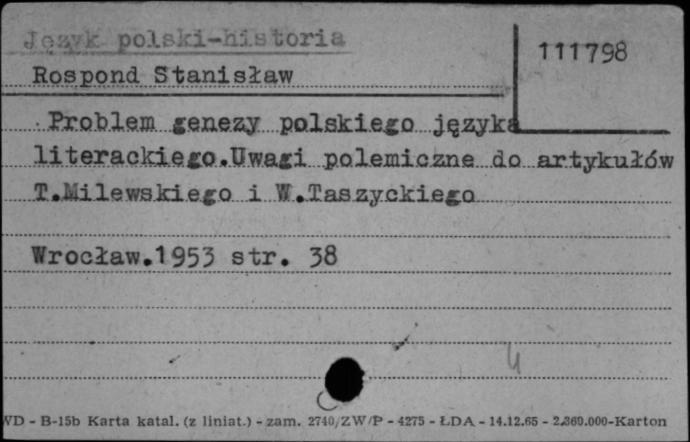 Język polski-historia
111798
Rospond Stanisław
Problem genezy polskiego języka
literackiego.Uwagi polemiczne do artykułów
T.Milewskiego i W.Taszyckiego
Wrocław.1953 str. 38
4
WD - B-15b Karta katal. (z liniat.) - zam. 2740/ZW/P - 4275 - ŁDA - 14.12.65 - 2.360.000-Karton